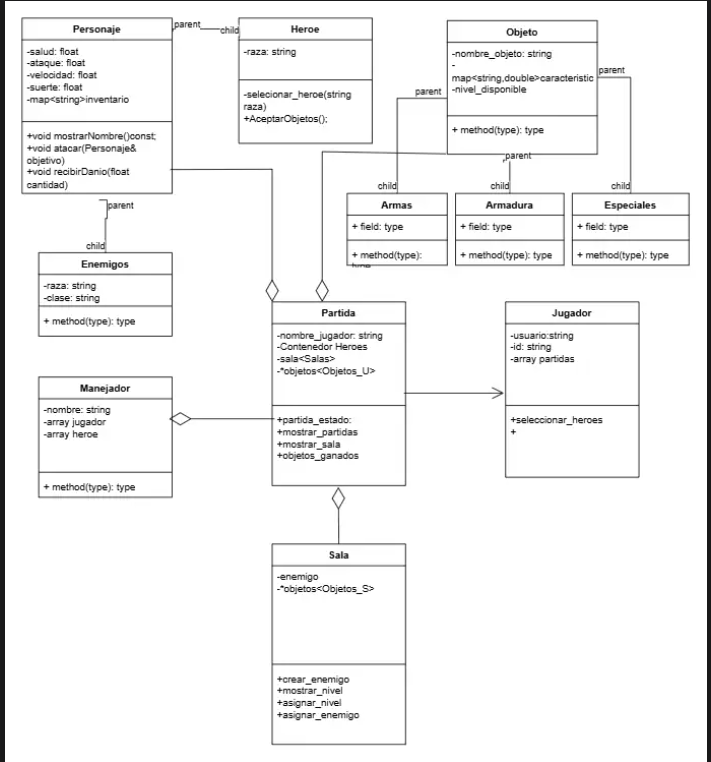 Personaje
-salud: float
-ataque: float
-velocidad: float
-suerte: float
-map<string>inventario
+void mostrarNombre()const;
+void atacar(Personaje&
objetivo)
+void recibirDanio(float
cantidad)
parent
child
Heroe
-raza: string
-selecionar_heroe(string
raza)
+AceptarObjetos();
Objeto
-nombre_objeto: string
-
map<string,double>caracteristic
-nivel_disponible
+ method(type): type
parent
parent
parent
child
child
child
Armas
+ field: type
+ method(type):
Armadura
+ field: type
+ method(type): type
Especiales
+ field: type
+ method(type): type
parent
child
Enemigos
-raza: string
-clase: string
+ method(type): type
Partida
-nombre_jugador: string
-Contenedor Heroes
-sala<Salas>
-*objetos<Objetos_U>
+partida_estado:
+mostrar_partidas
+mostrar_sala
+objetos_ganados
Jugador
-usuario:string
-id: string
-array partidas
+seleccionar_heroes
+
Manejador
-nombre: string
-array jugador
-array heroe
+ method(type): type
Sala
-enemigo
-*objetos<Objetos_S>
+crear_enemigo
+mostrar_nivel
+asignar_nivel
+asignar_enemigo